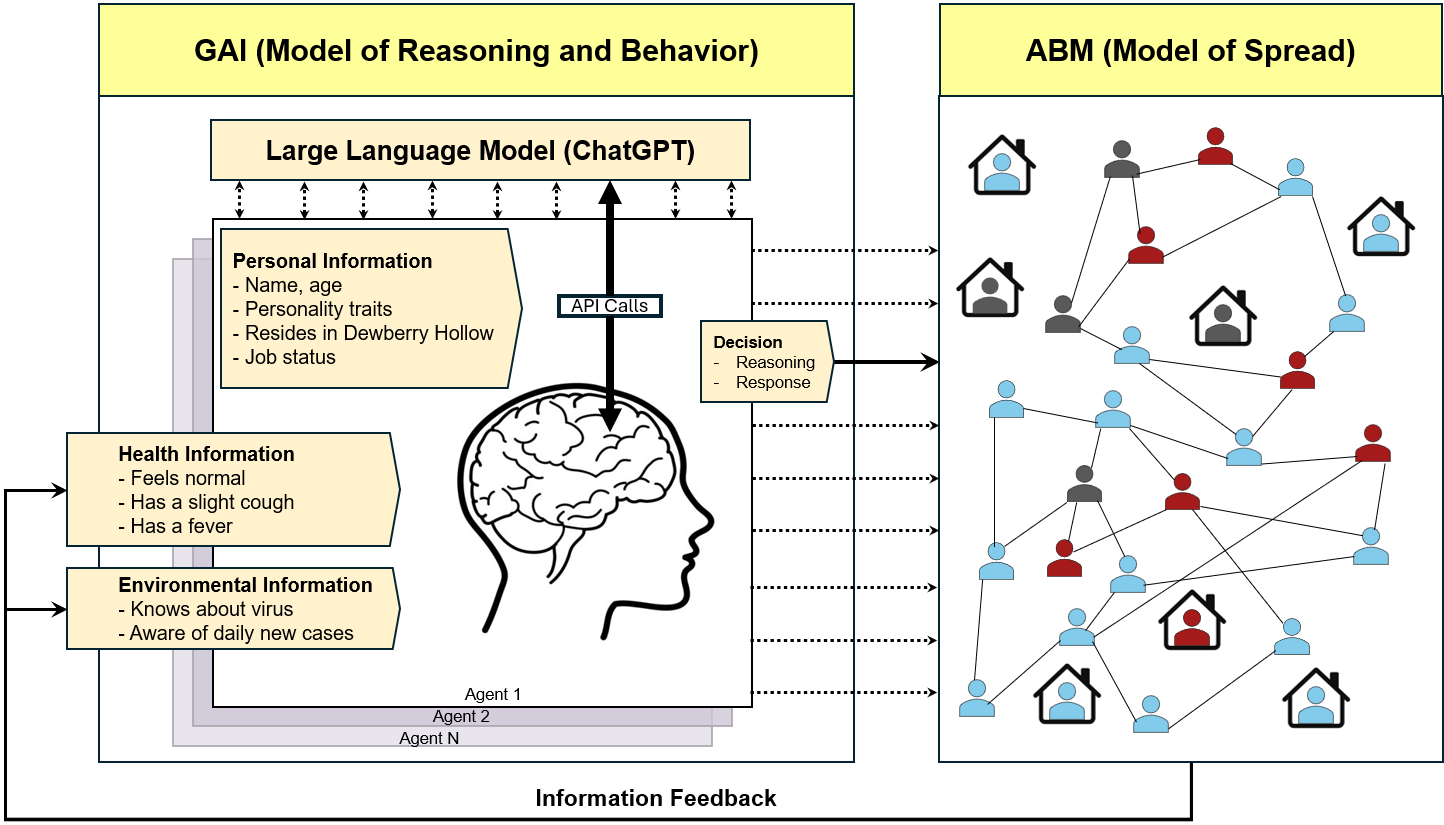 GAI (Model of Reasoning and Behavior)
ABM (Model of Spread)
Large Language Model (ChatGPT)
Personal Information
- Name, age
- Personality traits
- Resides in Dewberry Hollow
- Job status
API Calls
Decision
- Reasoning
- Response
Health Information
- Feels normal
- Has a slight cough
- Has a fever
Environmental Information
- Knows about virus
- Aware of daily new cases
Agent 1
Agent 2
Agent N
Information Feedback